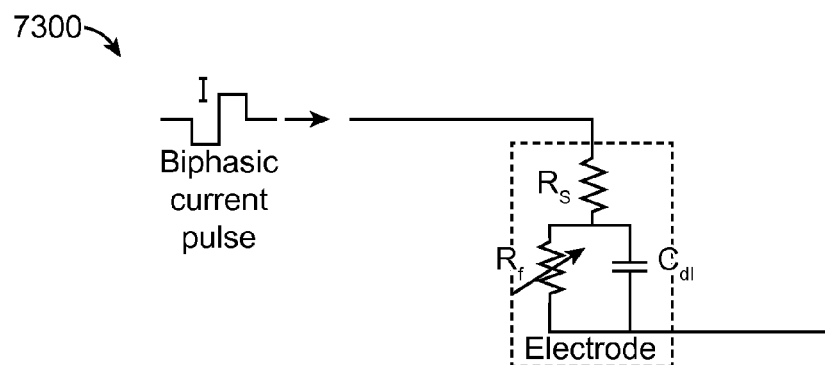 7300
I
Biphasic
current
pulse
R_S
R_f
C_dl
Electrode